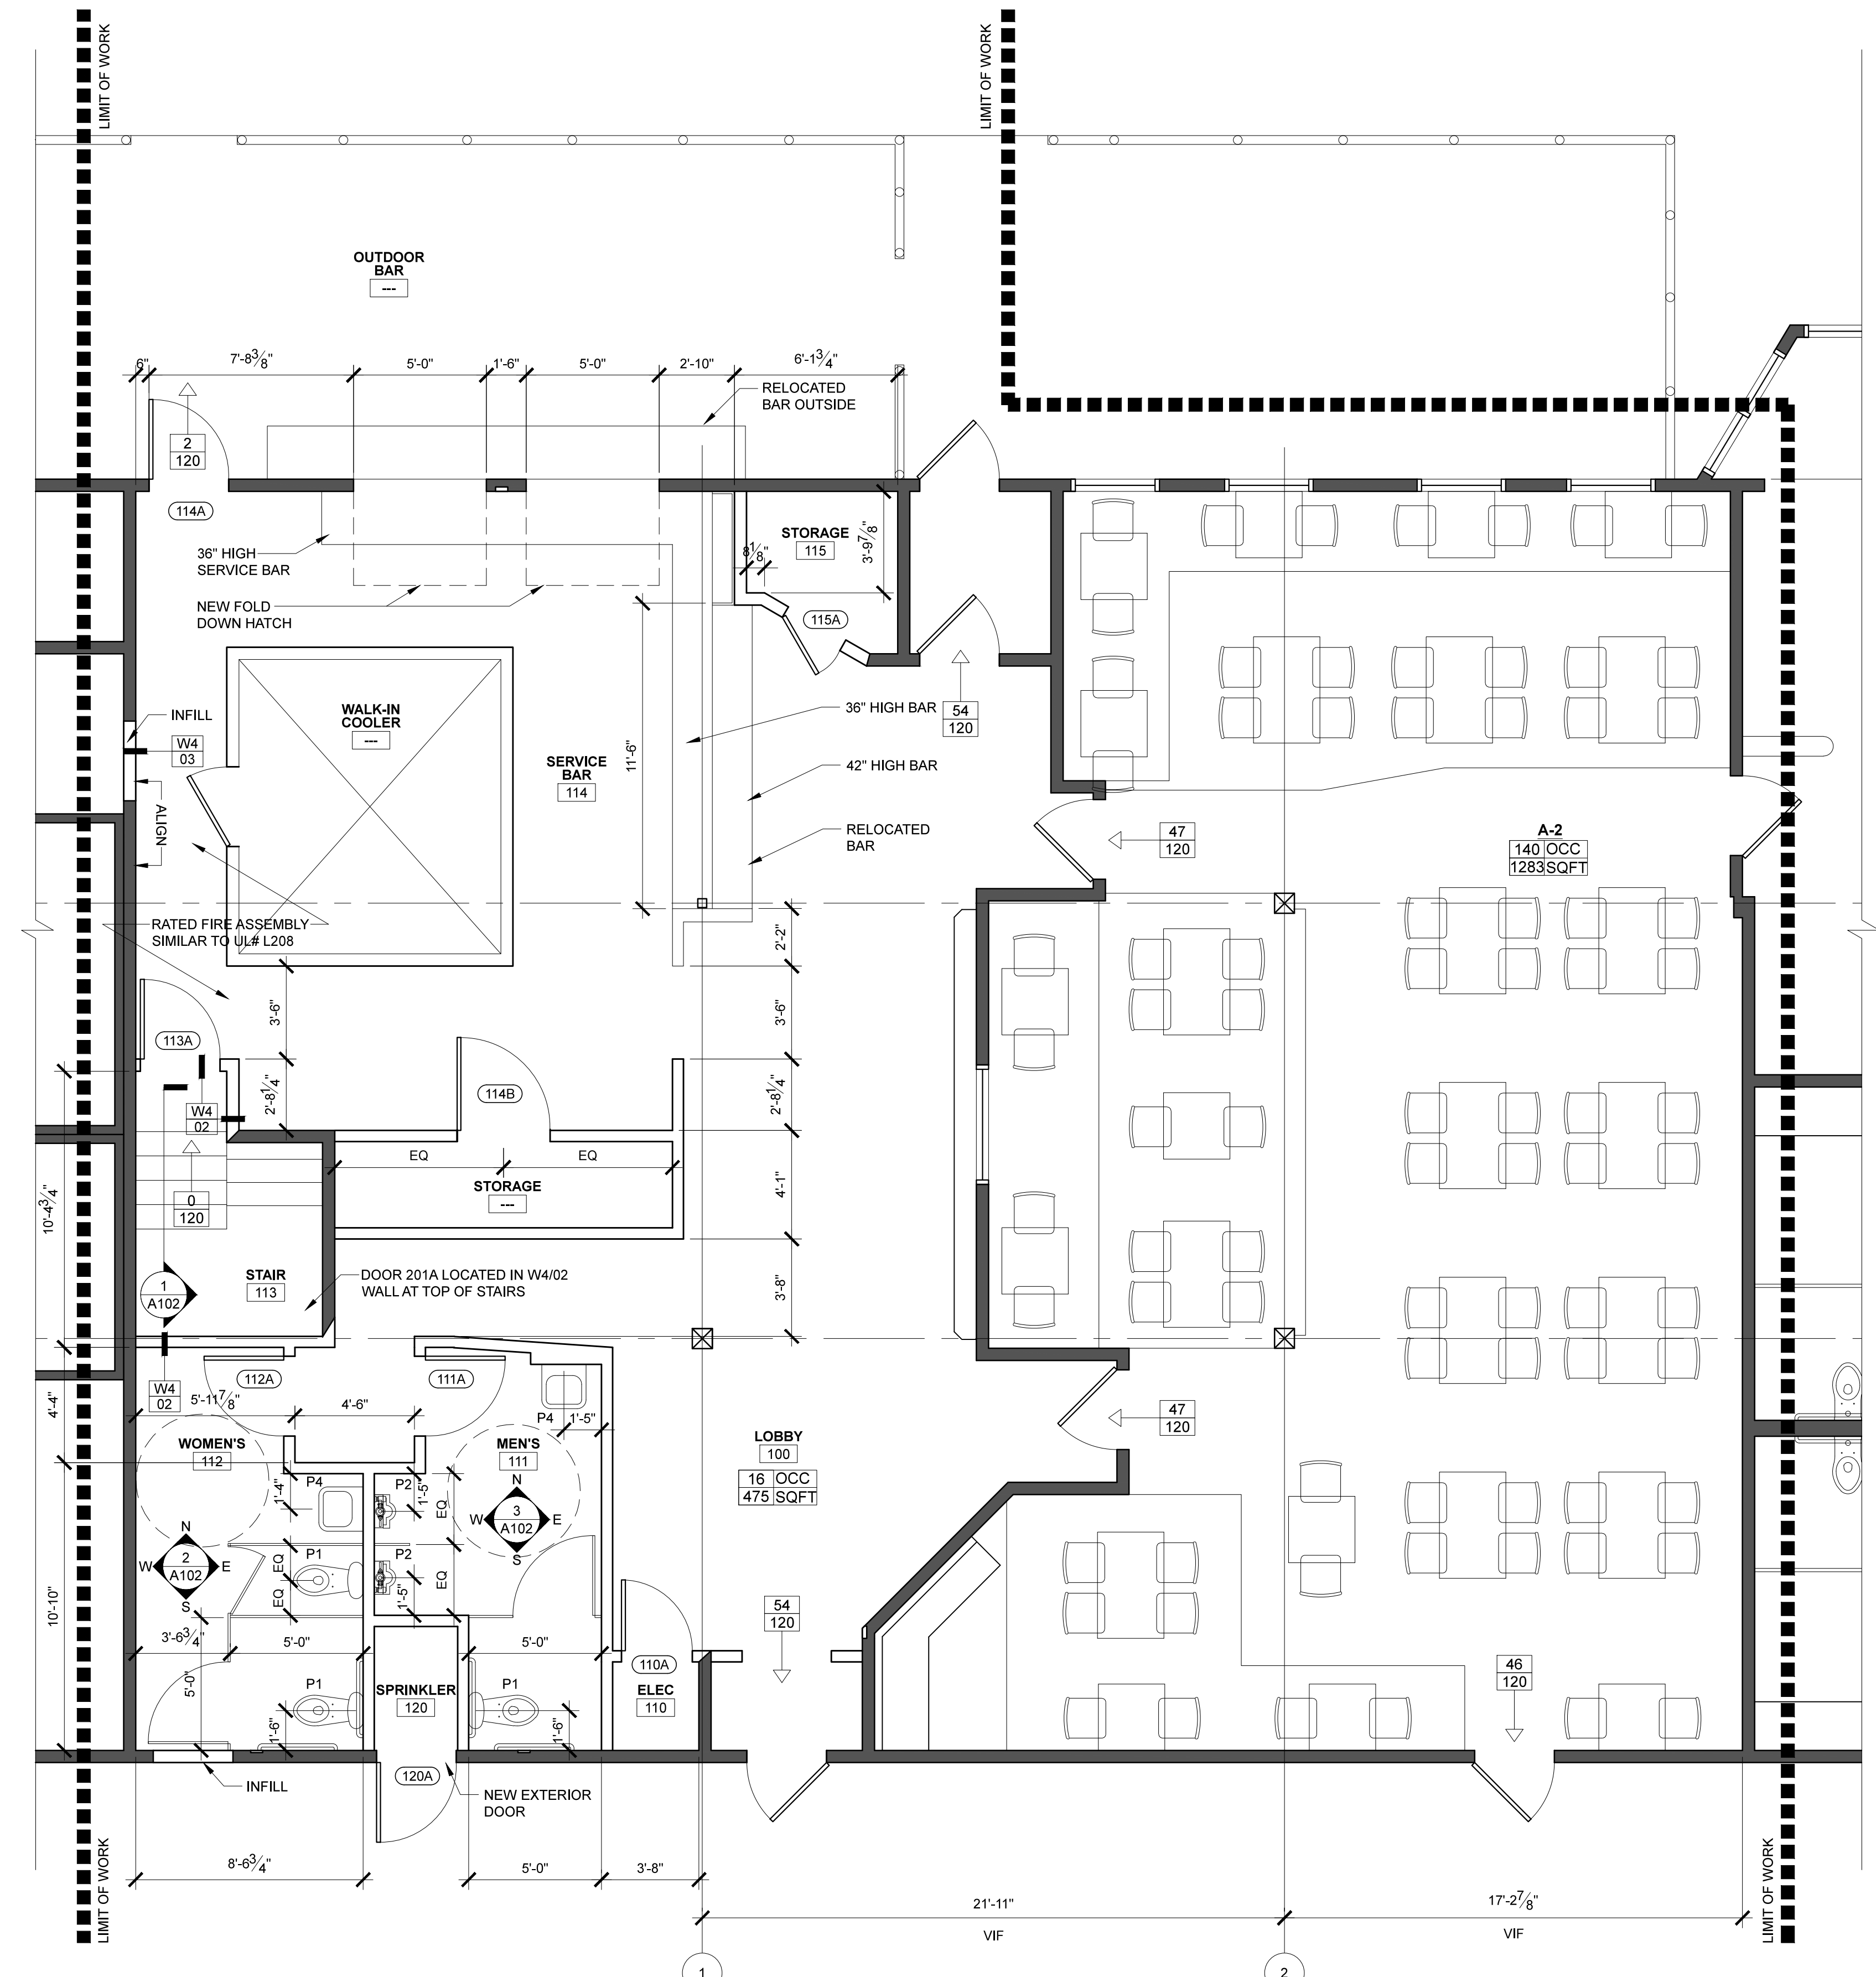 LIMIT OF WORK
LIMIT OF WORK
OUTDOOR
BAR
---
6"
7'-8 3/8"
5'-0"
1'-6"
5'-0"
2'-10"
6'-1 3/4"
RELOCATED
BAR OUTSIDE
2
120
114A
36" HIGH
SERVICE BAR
NEW FOLD
DOWN HATCH
STORAGE
115
8 1/8"
3'-9 7/8"
115A
INFILL
W4
03
ALIGN
WALK-IN
COOLER
---
SERVICE
BAR
114
11'-6"
36" HIGH BAR
54
120
42" HIGH BAR
RELOCATED
BAR
47
120
A-2
140 OCC
1283 SQFT
RATED FIRE ASSEMBLY
SIMILAR TO UL# L208
2'-2"
3'-6"
3'-6"
113A
2'-8 1/4"
2'-8 1/4"
114B
W4
02
EQ
EQ
STORAGE
---
4'-1"
0
120
10'-4 3/4"
STAIR
113
1
A102
DOOR 201A LOCATED IN W4/02
WALL AT TOP OF STAIRS
3'-8"
112A
111A
W4
02
5'-11 7/8"
4'-6"
4'-4"
P4
1'-5"
47
120
WOMEN'S
112
MEN'S
111
LOBBY
100
16 OCC
475 SQFT
P4
1'-4"
P2
1'-5"
EQ
N
W
3
A102
E
S
N
W
2
A102
E
S
P1
EQ
EQ
P2
1'-5"
EQ
10'-10"
3'-6 3/4"
5'-0"
5'-0"
5'-0"
54
120
110A
46
120
P1
SPRINKLER
120
P1
ELEC
110
1'-6"
1'-6"
INFILL
120A
NEW EXTERIOR
DOOR
LIMIT OF WORK
8'-6 3/4"
5'-0"
3'-8"
21'-11"
VIF
17'-2 7/8"
VIF
LIMIT OF WORK
1
2